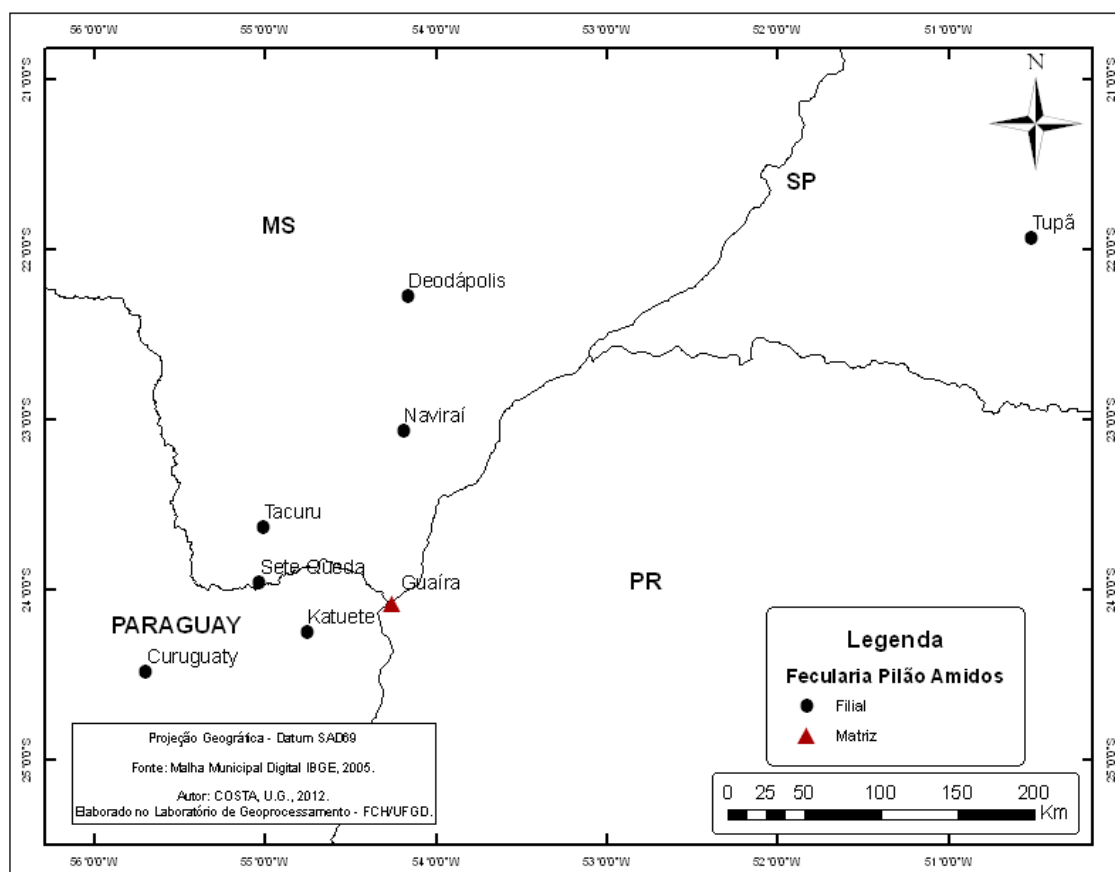 56°0'0"W 55°0'0"W 54°0'0"W 53°0'0"W 52°0'0"W 51°0'0"W
21°0'0"S
21°0'0"S
N
SP
MS
Tupã
22°0'0"S
22°0'0"S
Deodápolis
23°0'0"S
23°0'0"S
Naviraí
Tacuru
Sete Queda
Guaíra
24°0'0"S
24°0'0"S
PR
Katuete
PARAGUAY
Curuguaty
Legenda
Fecularia Pilão Amidos
Filial
Matriz
25°0'0"S
25°0'0"S
Projeção Geográfica - Datum SAD69
Fonte: Malha Municipal Digital IBGE, 2005.
Autor: COSTA, U.G., 2012.
Elaborado no Laboratório de Geoprocessamento - FCH/UFGD.
0 25 50 100 150 200
Km
56°0'0"W 55°0'0"W 54°0'0"W 53°0'0"W 52°0'0"W 51°0'0"W